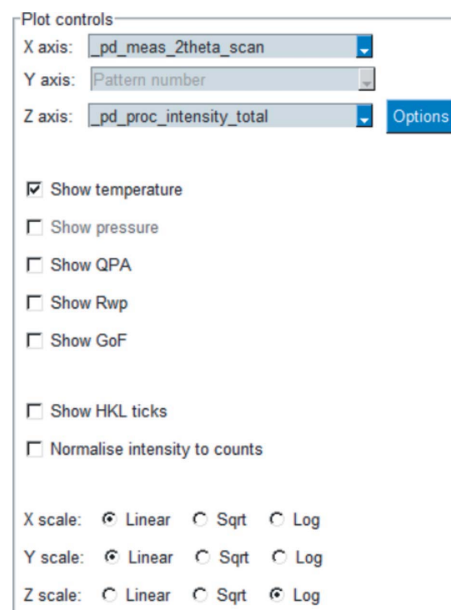 Plot controls
X axis: _pd_meas_2theta_scan
Y axis: Pattern number
Z axis: _pd_proc_intensity_total Options
Show temperature
Show pressure
Show QPA
Show Rwp
Show GoF
Show HKL ticks
Normalise intensity to counts
X scale: Linear Sqrt Log
Y scale: Linear Sqrt Log
Z scale: Linear Sqrt Log